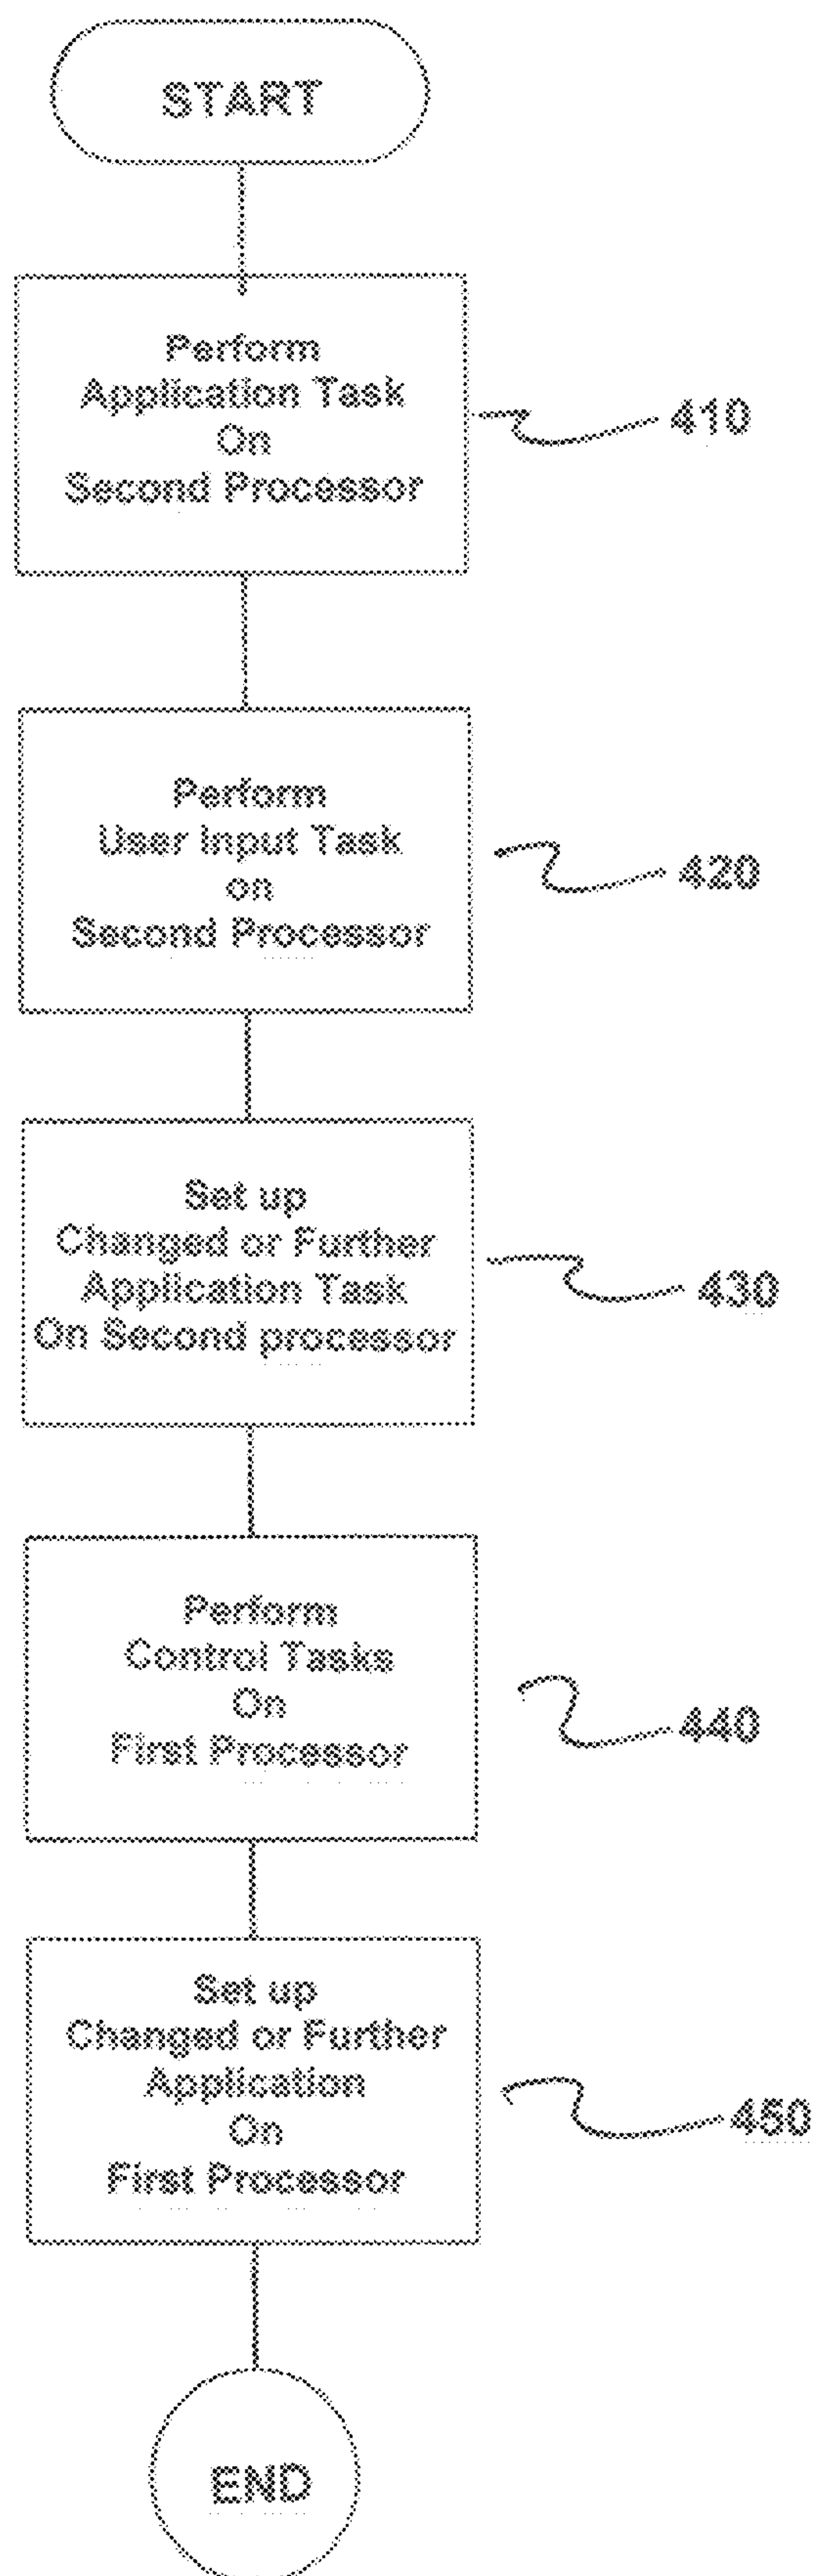 START
Perform
Application Task
On
Second Processor
410
Perform
User Input Task
on
Second Processor
420
Set up
Changed or Further
Application Task
On Second processor
430
Perform
Control Tasks
On
First Processor
440
Set up
Changed or Further
Application
On
First Processor
450
END